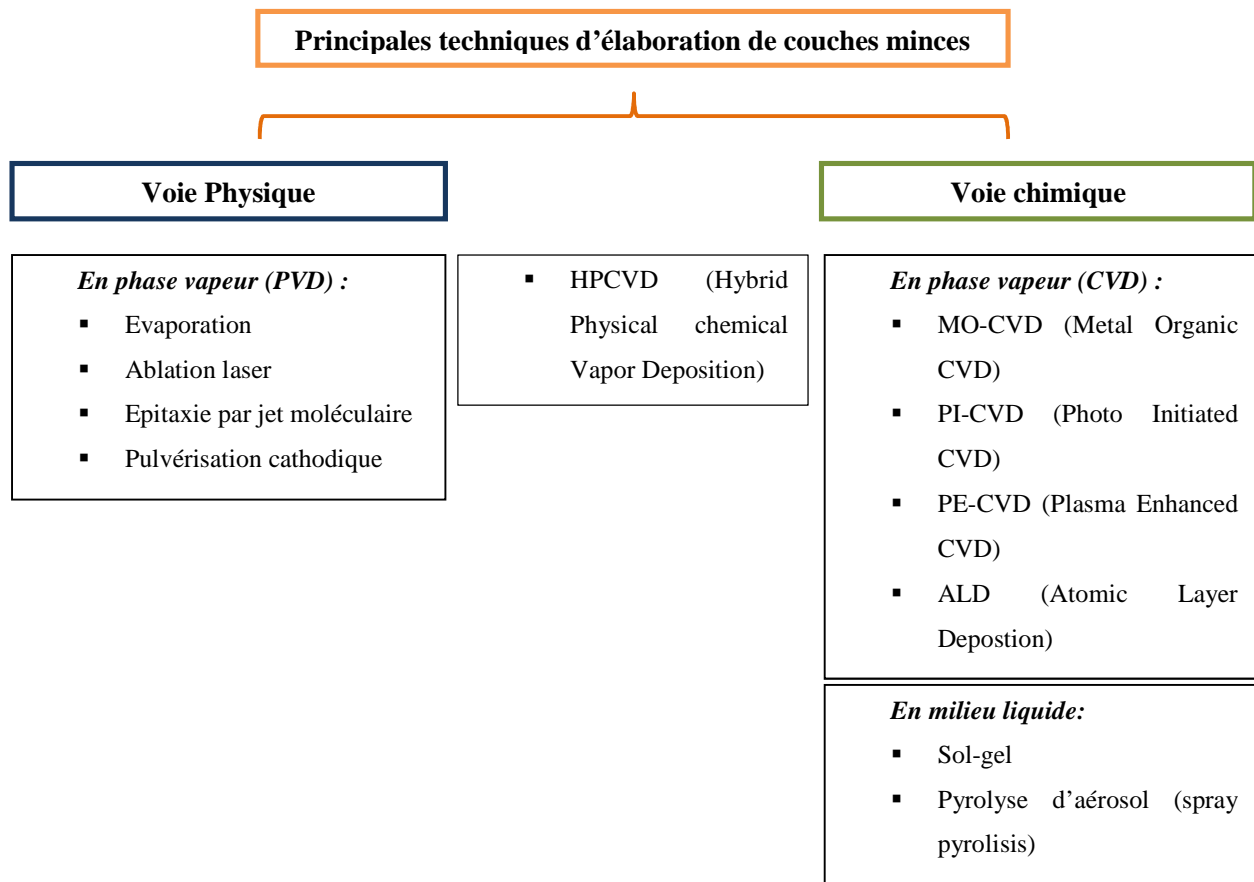 Principales techniques d'élaboration de couches minces
Voie Physique
Voie chimique
En phase vapeur (PVD) :
▪ Evaporation
▪ Ablation laser
▪ Epitaxie par jet moléculaire
▪ Pulvérisation cathodique
▪ HPCVD (Hybrid
Physical chemical
Vapor Deposition)
En phase vapeur (CVD) :
▪ MO-CVD (Metal Organic
CVD)
▪ PI-CVD (Photo Initiated
CVD)
▪ PE-CVD (Plasma Enhanced
CVD)
▪ ALD (Atomic Layer
Depostion)
En milieu liquide:
▪ Sol-gel
▪ Pyrolyse d'aérosol (spray
pyrolisis)